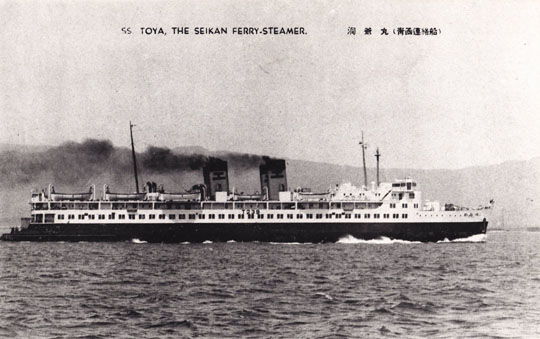 SS. TOYA, THE SEIKAN FERRY-STEAMER.
洞 爺 丸 (青函連絡船)